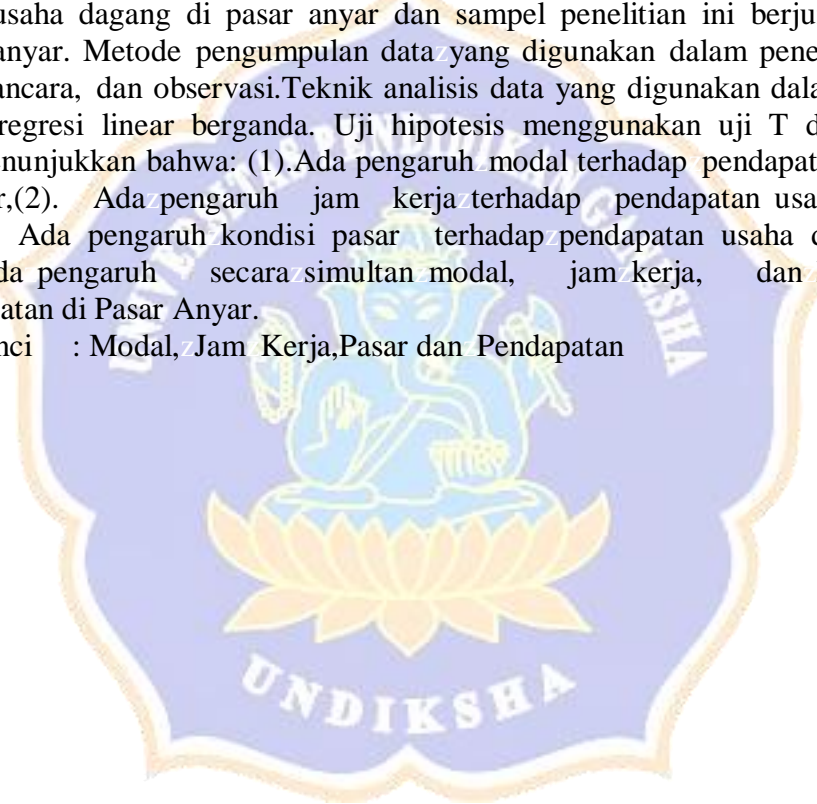 usaha dagang di pasar anyar dan sampel penelitian ini berju
anyar. Metode pengumpulan data yang digunakan dalam pene
ancara, dan observasi.Teknik analisis data yang digunakan dala
regresi linear berganda. Uji hipotesis menggunakan uji T d
enunjukkan bahwa: (1).Ada pengaruh modal terhadap pendapat
r,(2). Ada pengaruh jam kerja terhadap pendapatan usa
Ada pengaruh kondisi pasar terhadap pendapatan usaha d
da pengaruh secara simultan modal, jam kerja, dan
atan di Pasar Anyar.
nci : Modal, Jam Kerja,Pasar dan Pendapatan
UNIVERSITAS PENDIDIKAN GANESHA
UNDIKSHA